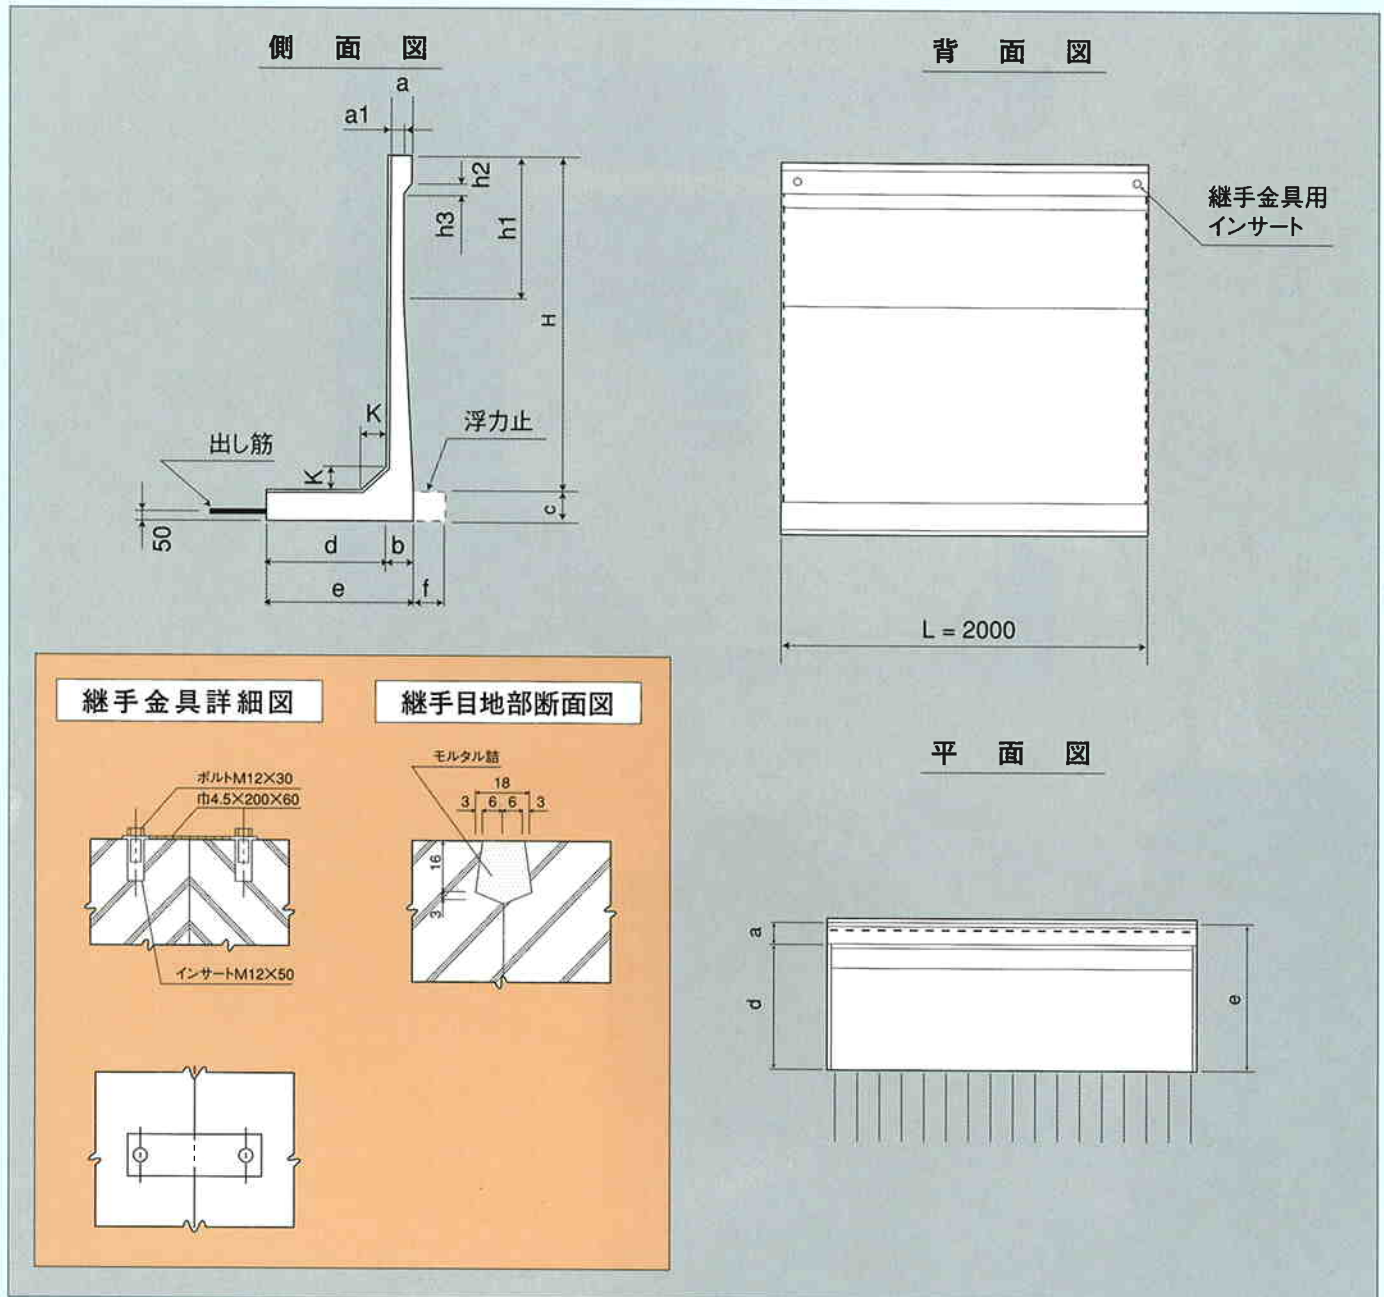 側面図
a
a1
h2
h3
h1
H
K
K
浮力止
出し筋
50
c
d
b
e
f
背面図
継手金具用
インサート
L = 2000
継手金具詳細図
ボルトM12×30
巾4.5×200×60
インサートM12×50
継手目地部断面図
モルタル詰
18
3
6
6
3
16
3
平面図
a
d
e